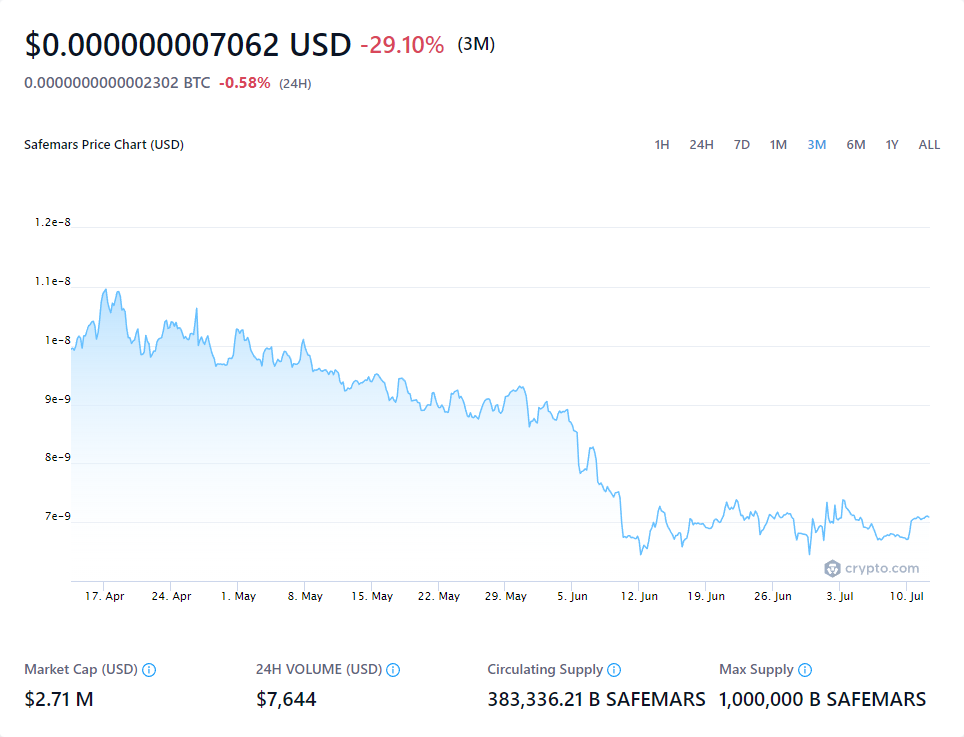 $0.000000007062 USD -29.10% (3M)
0.0000000000002302 BTC -0.58% (24H)
Safemars Price Chart (USD) 1H 24H 7D 1M 3M 6M 1Y ALL
1.2e-8
1.1e-8
1e-8
9e-9
8e-9
7e-9
crypto.com
17. Apr 24. Apr 1. May 8. May 15. May 22. May 29. May 5. Jun 12. Jun 19. Jun 26. Jun 3. Jul 10. Jul
Market Cap (USD) 24H VOLUME (USD) Circulating Supply Max Supply
$2.71 M $7,644 383,336.21 B SAFEMARS 1,000,000 B SAFEMARS